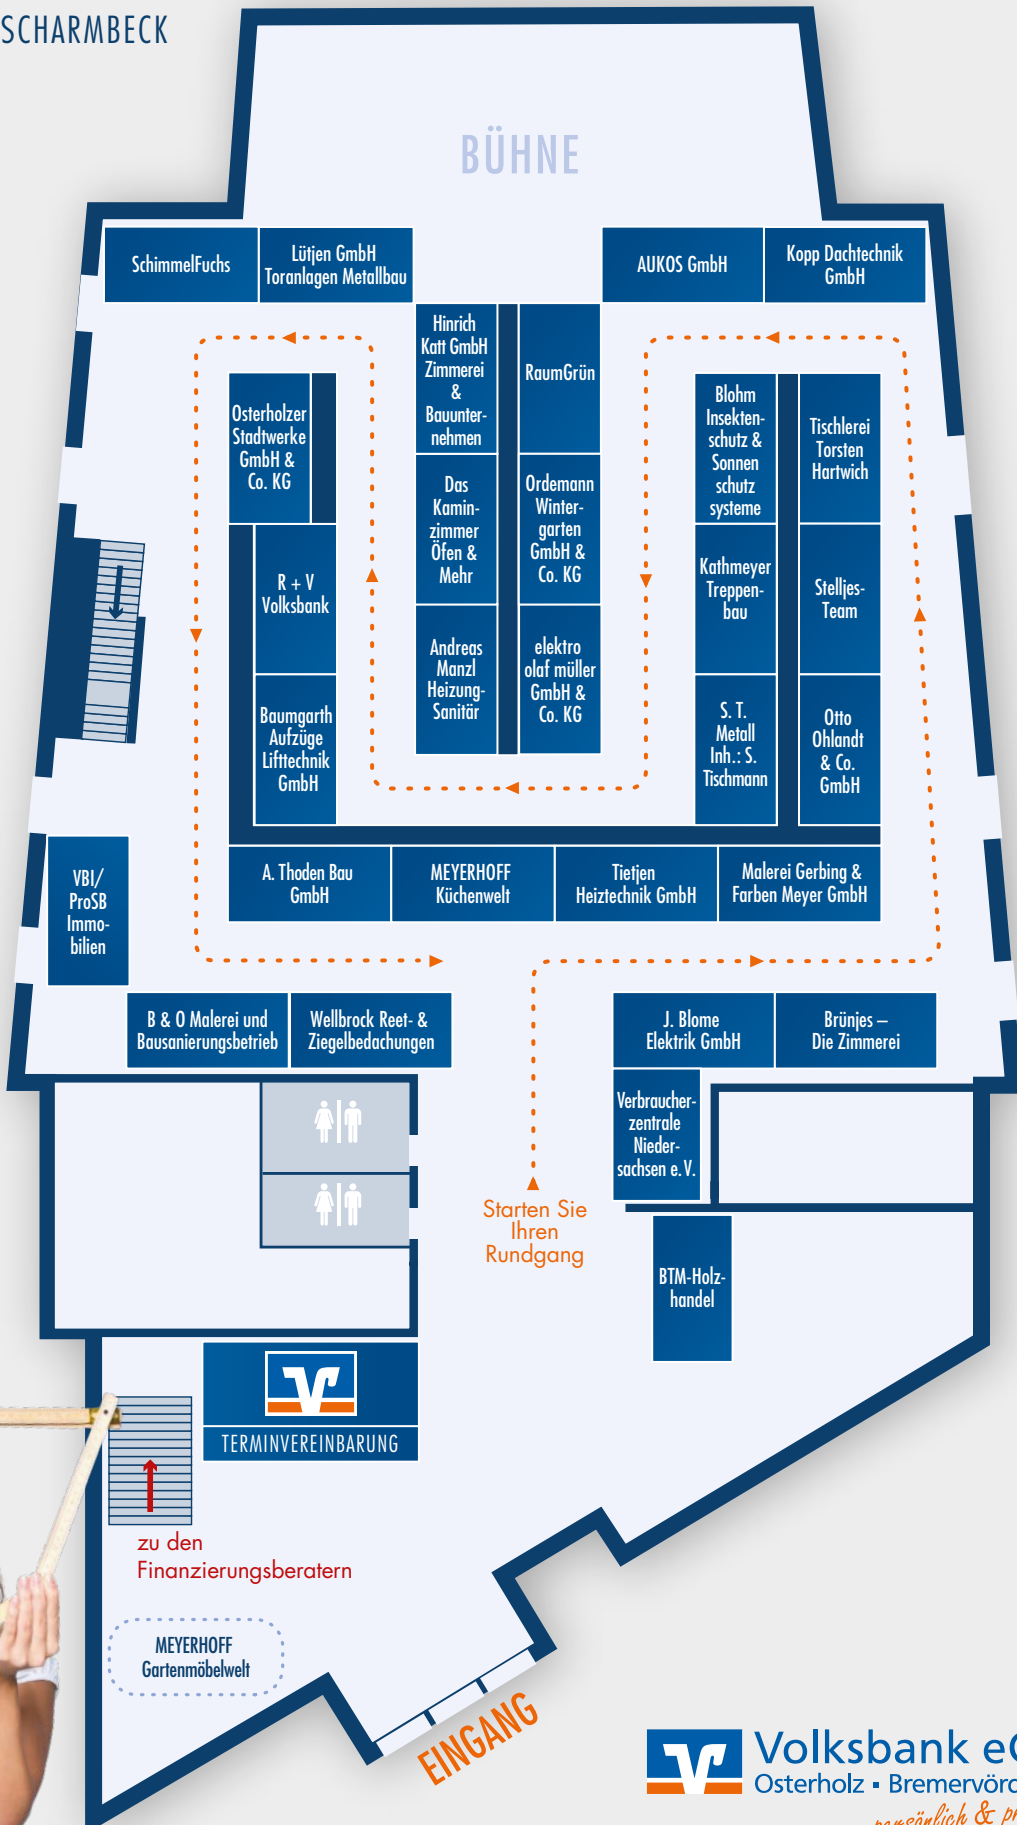 SCHARMBECK
BÜHNE
SchimmelFuchs
Lütjen GmbH
Toranlagen Metallbau
AUKOS GmbH
Kopp Dachtechnik
GmbH
Hinrich
Katt GmbH
Zimmerei
&
Bauunter-
nehmen
RaumGrün
Osterholzer
Stadtwerke
GmbH &
Co. KG
Blohm
Insekten-
schutz &
Sonnen
schutz
systeme
Tischlerei
Torsten
Hartwich
Das
Kamin-
zimmer
Öfen &
Mehr
Ordemann
Winter-
garten
GmbH &
Co. KG
R + V
Volksbank
Kathmeyer
Treppen-
bau
Stelljes-
Team
Andreas
Manzl
Heizung-
Sanitär
elektro
olaf müller
GmbH &
Co. KG
Baumgarth
Aufzüge
Lifttechnik
GmbH
S. T.
Metall
Inh.: S.
Tischmann
Otto
Ohlandt
& Co.
GmbH
VBI/
ProSB
Immo-
bilien
A. Thoden Bau
GmbH
MEYERHOFF
Küchenwelt
Tietjen
Heiztechnik GmbH
Malerei Gerbing &
Farben Meyer GmbH
B & O Malerei und
Bausanierungsbetrieb
Wellbrock Reet- &
Ziegelbedachungen
J. Blome
Elektrik GmbH
Brünjes –
Die Zimmerei
Verbraucher-
zentrale
Nieder-
sachsen e. V.
Starten Sie
Ihren
Rundgang
BTM-Holz-
handel
TERMINVEREINBARUNG
zu den
Finanzierungsberatern
MEYERHOFF
Gartenmöbelwelt
EINGANG
Volksbank eG
Osterholz ▪ Bremervörd
persönlich & pr